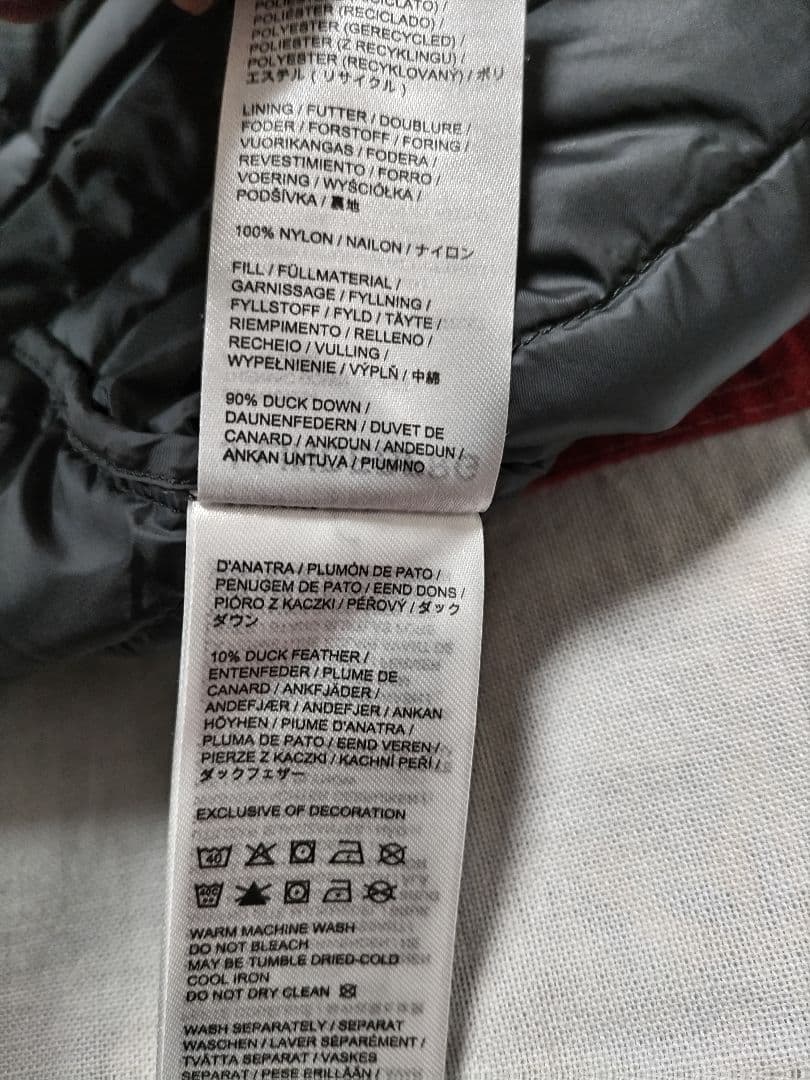 POLIESTER (RECICLADO) /
POLYESTER (GERECYCLED) /
POLIESTER (Z RECYKLINGU) /
POLYESTER (RECYKLOVANÝ) / ポリ
エステル ( リサイクル )
LINING / FUTTER / DOUBLURE /
FODER / FORSTOFF / FORING /
VUORIKANGAS / FODERA /
REVESTIMIENTO / FORRO /
VOERING / WYŚCIÓŁKA /
PODŠÍVKA / 裏地
100% NYLON / NAILON / ナイロン
FILL / FÜLLMATERIAL /
GARNISSAGE / FYLLNING /
FYLLSTOFF / FYLD / TÄYTE /
RIEMPIMENTO / RELLENO /
RECHEIO / VULLING /
WYPEŁNIENIE / VÝPLŇ / 中綿
90% DUCK DOWN /
DAUNENFEDERN / DUVET DE
CANARD / ANKDUN / ANDEDUN /
ANKAN UNTUVA / PIUMINO
D'ANATRA / PLUMÓN DE PATO /
PENUGEM DE PATO / EEND DONS /
PIÓRO Z KACZKI / PÉŘOVÝ / ダック
ダウン
10% DUCK FEATHER /
ENTENFEDER / PLUME DE
CANARD / ANKFJÄDER /
ANDEFJÆR / ANDEFJER / ANKAN
HÖYHEN / PIUME D'ANATRA /
PLUMA DE PATO / EEND VEREN /
PIERZE Z KACZKI / KACHNÍ PEŘÍ /
ダックフェザー
EXCLUSIVE OF DECORATION
40
40C
WARM MACHINE WASH
DO NOT BLEACH
MAY BE TUMBLE DRIED-COLD
COOL IRON
DO NOT DRY CLEAN
WASH SEPARATELY / SEPARAT
WASCHEN / LAVER SÉPARÉMENT /
TVÄTTA SEPARAT / VASKES
SEPARAT / PESE ERILLÄÄN /